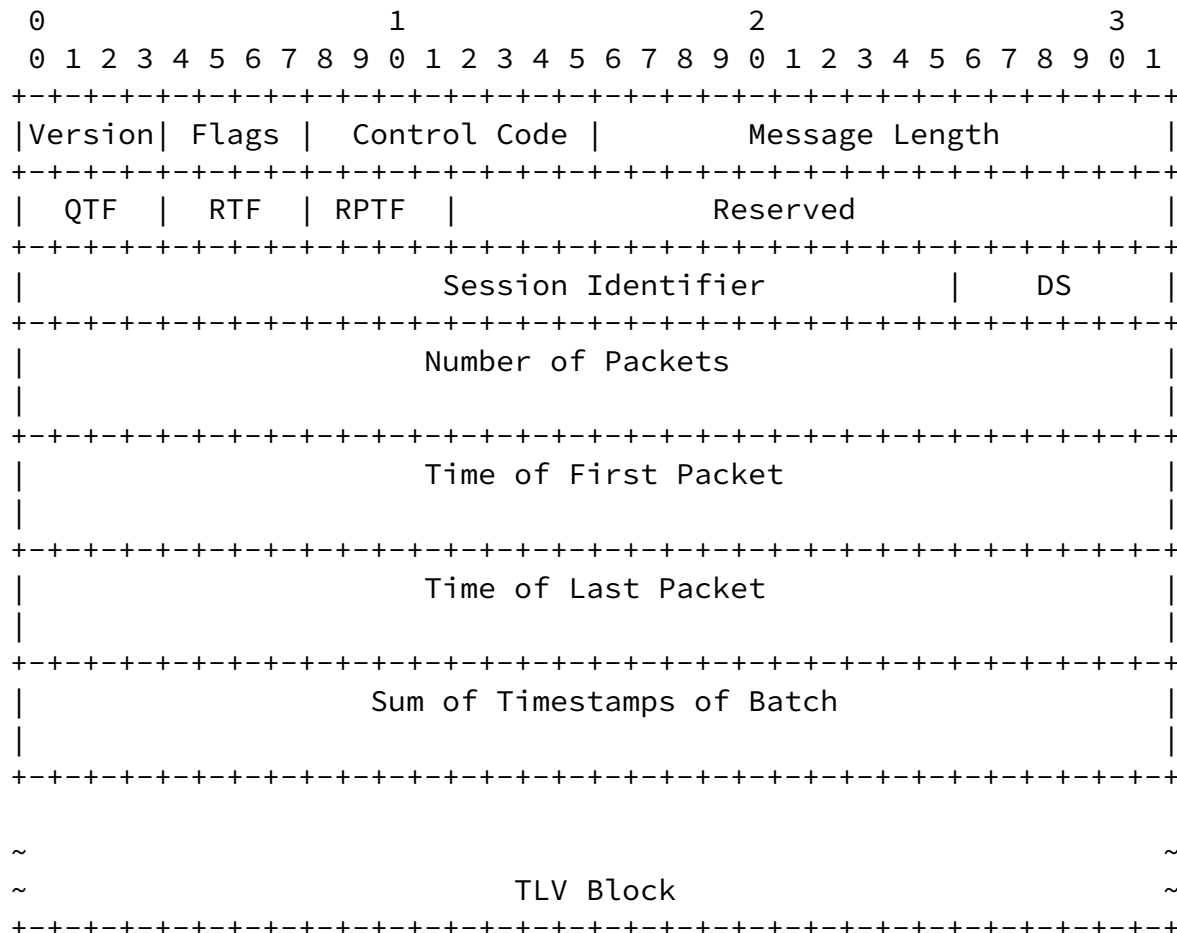 0                   1                   2                   3
 0 1 2 3 4 5 6 7 8 9 0 1 2 3 4 5 6 7 8 9 0 1 2 3 4 5 6 7 8 9 0 1
+-+-+-+-+-+-+-+-+-+-+-+-+-+-+-+-+-+-+-+-+-+-+-+-+-+-+-+-+-+-+-+-+
|Version| Flags |  Control Code |        Message Length         |
+-+-+-+-+-+-+-+-+-+-+-+-+-+-+-+-+-+-+-+-+-+-+-+-+-+-+-+-+-+-+-+-+
|  QTF  |  RTF  | RPTF  |              Reserved                 |
+-+-+-+-+-+-+-+-+-+-+-+-+-+-+-+-+-+-+-+-+-+-+-+-+-+-+-+-+-+-+-+-+
|                       Session Identifier          |    DS     |
+-+-+-+-+-+-+-+-+-+-+-+-+-+-+-+-+-+-+-+-+-+-+-+-+-+-+-+-+-+-+-+-+
|                      Number of Packets                        |
|                                                               |
+-+-+-+-+-+-+-+-+-+-+-+-+-+-+-+-+-+-+-+-+-+-+-+-+-+-+-+-+-+-+-+-+
|                      Time of First Packet                     |
|                                                               |
+-+-+-+-+-+-+-+-+-+-+-+-+-+-+-+-+-+-+-+-+-+-+-+-+-+-+-+-+-+-+-+-+
|                      Time of Last Packet                      |
|                                                               |
+-+-+-+-+-+-+-+-+-+-+-+-+-+-+-+-+-+-+-+-+-+-+-+-+-+-+-+-+-+-+-+-+
|                   Sum of Timestamps of Batch                  |
|                                                               |
+-+-+-+-+-+-+-+-+-+-+-+-+-+-+-+-+-+-+-+-+-+-+-+-+-+-+-+-+-+-+-+-+

~                                                               ~
~                           TLV Block                           ~
+-+-+-+-+-+-+-+-+-+-+-+-+-+-+-+-+-+-+-+-+-+-+-+-+-+-+-+-+-+-+-+-+